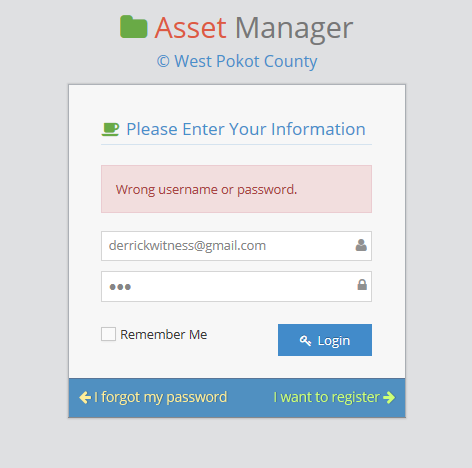 Asset Manager
© West Pokot County
Please Enter Your Information
Wrong username or password.
derrickwitness@gmail.com
•••
Remember Me
Login
I forgot my password
I want to register